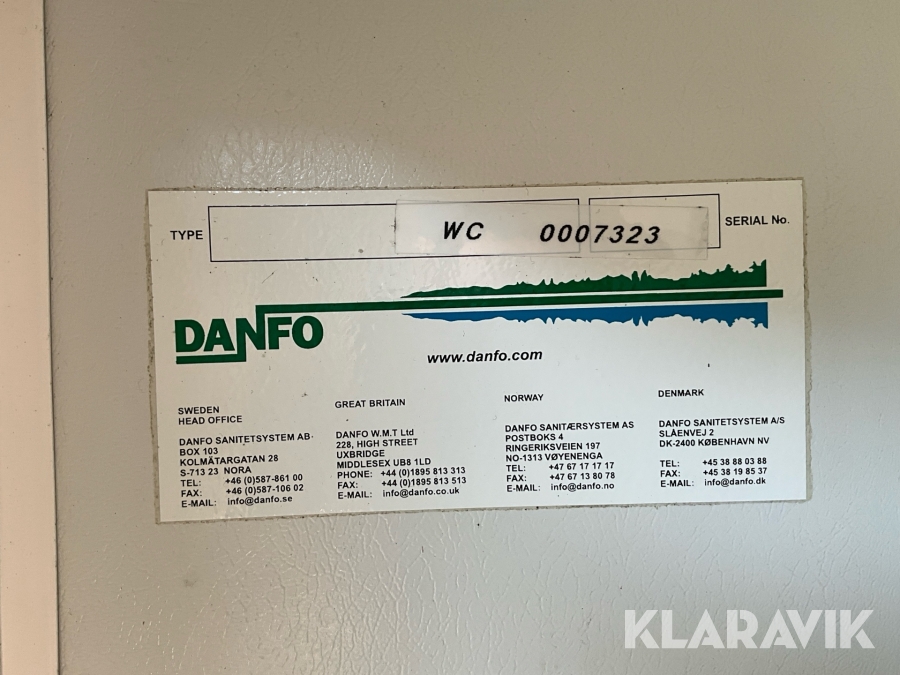 TYPE WC 0007323 SERIAL No.
DANFO
www.danfo.com
SWEDEN
HEAD OFFICE
DANFO SANITETSYSTEM AB
BOX 103
KOLMÄTARGATAN 28
S-713 23 NORA
TEL: +46 (0)587-861 00
FAX: +46 (0)587-106 02
E-MAIL: info@danfo.se
GREAT BRITAIN
DANFO W.M.T Ltd
228, HIGH STREET
UXBRIDGE
MIDDLESEX UB8 1LD
PHONE: +44 (0)1895 813 313
FAX: +44 (0)1895 813 513
E-MAIL: info@danfo.co.uk
NORWAY
DANFO SANITÆRSYSTEM AS
POSTBOKS 4
RINGERIKSVEIEN 197
NO-1313 VØYENENGA
TEL: +47 67 17 17 17
FAX: +47 67 13 80 78
E-MAIL: info@danfo.no
DENMARK
DANFO SANITETSYSTEM A/S
SLÅENVEJ 2
DK-2400 KØBENHAVN NV
TEL: +45 38 88 03 88
FAX: +45 38 19 85 37
E-MAIL: info@danfo.dk
KLARAVIK